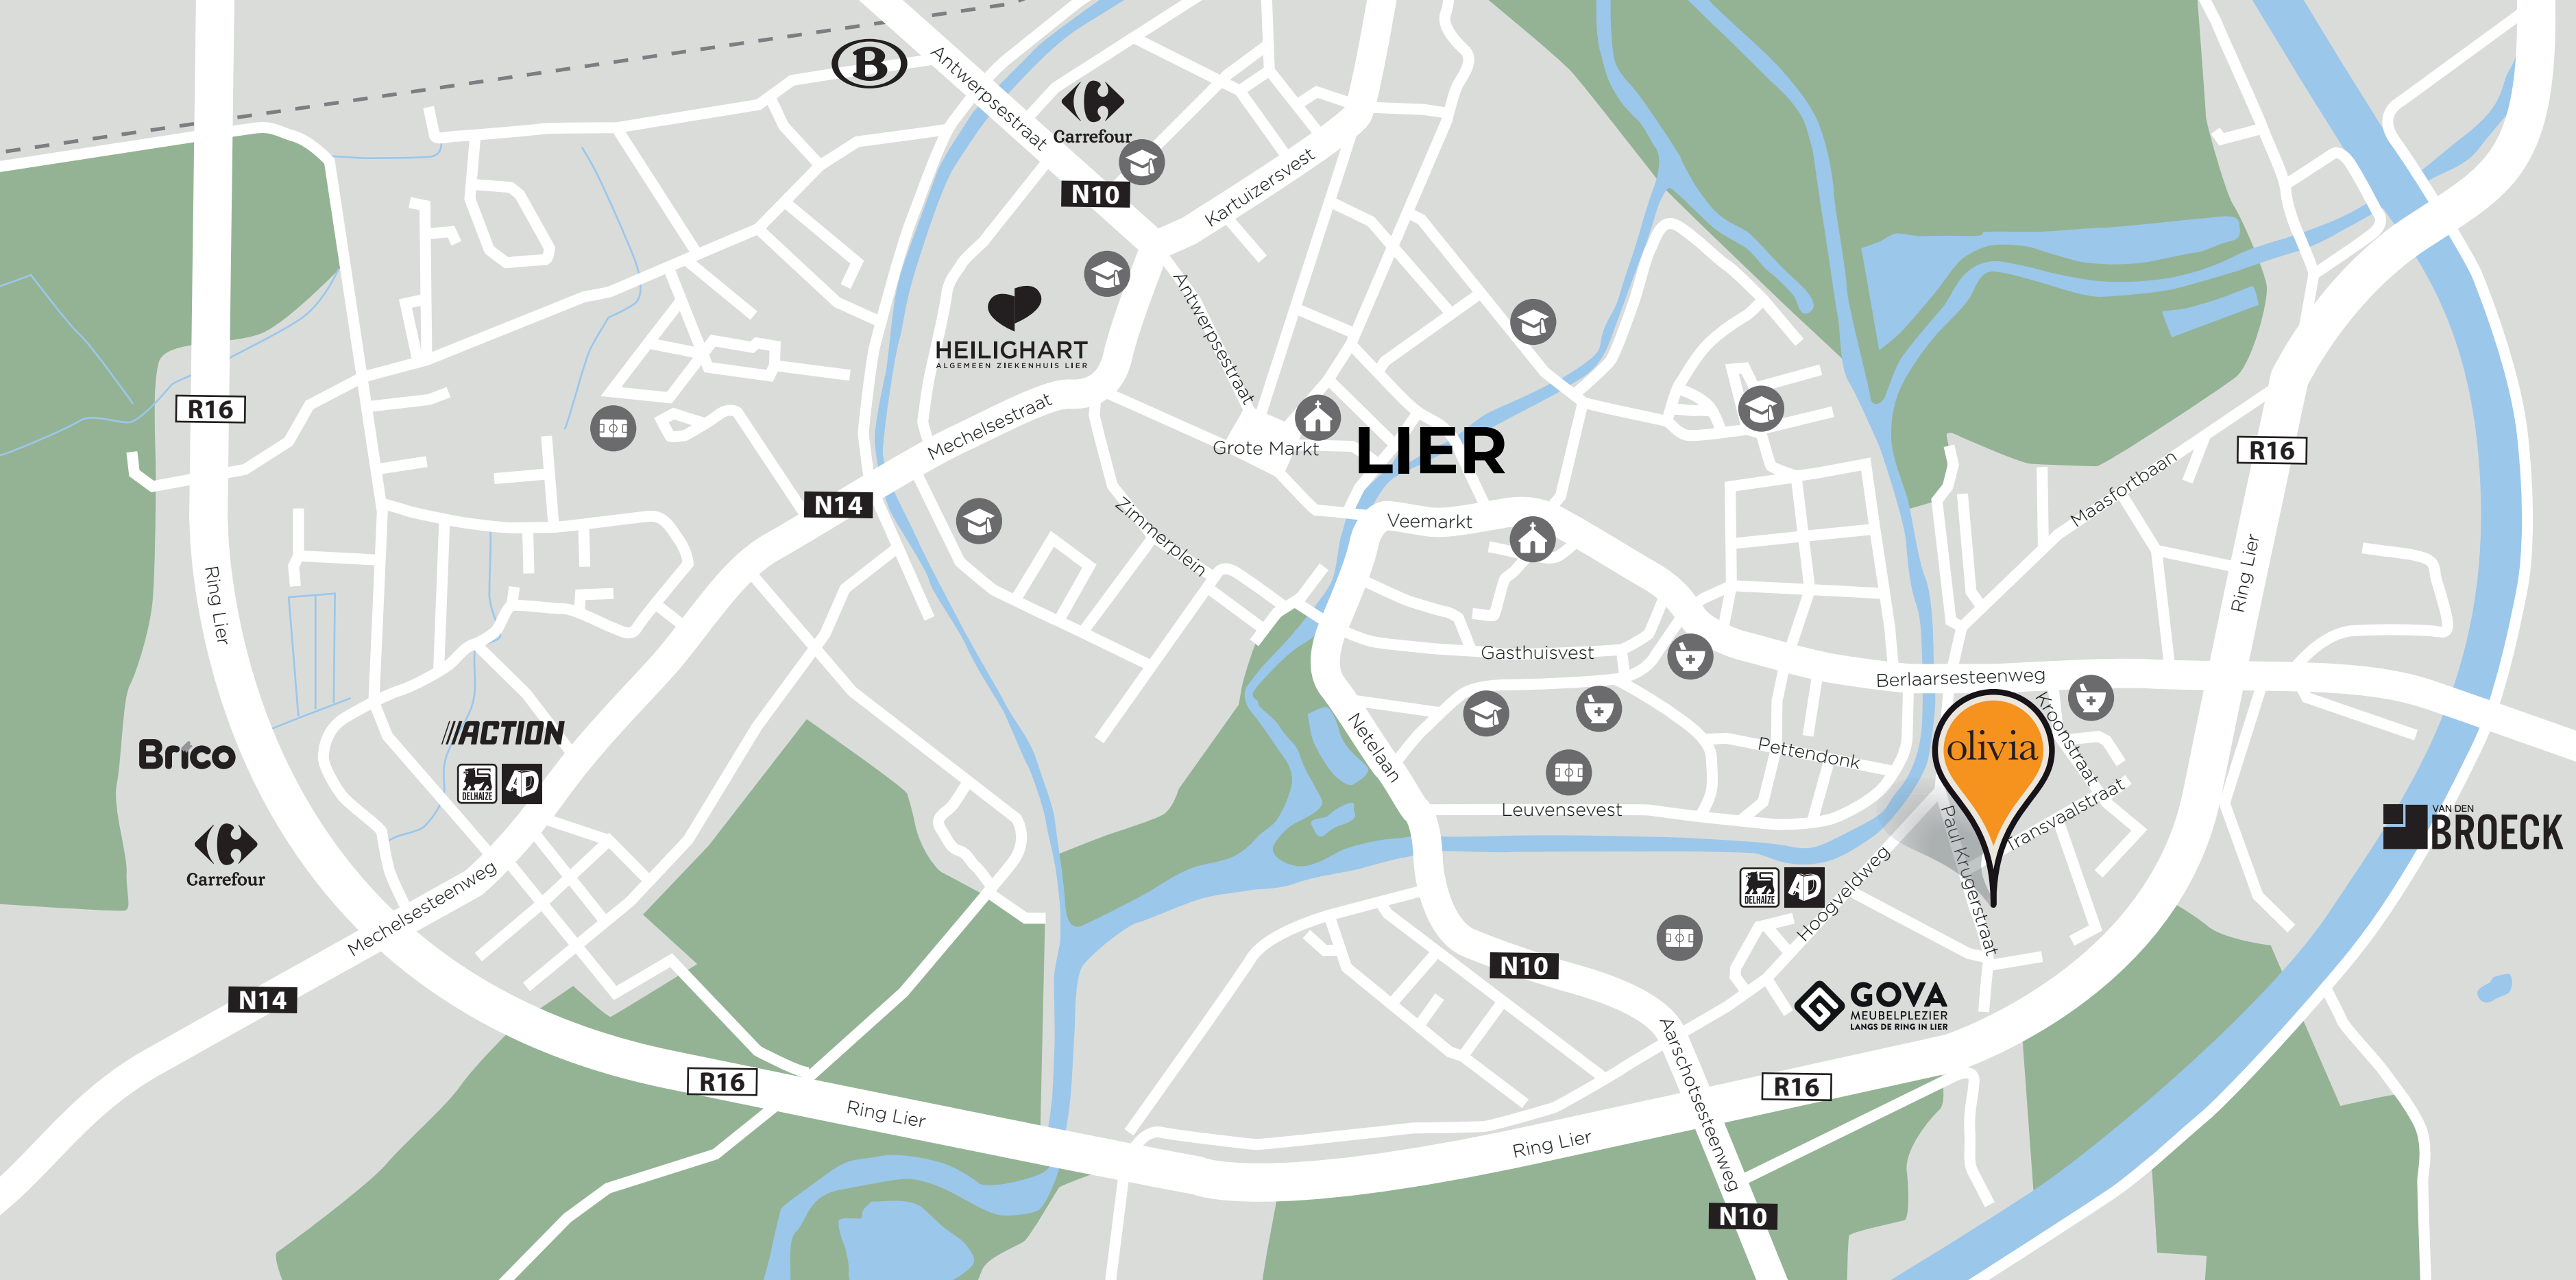 B
Antwerpsestraat
Carrefour
N10
Kartuizersvest
Antwerpsestraat
HEILIGHART
ALGEMEEN ZIEKENHUIS LIER
R16
Mechelsestraat
Grote Markt
LIER
R16
Maasfortbaan
N14
Zimmerplein
Veemarkt
Ring Lier
Ring Lier
Gasthuisvest
Berlaarsesteenweg
Kroonstraat
Netelaan
Pettendonk
olivia
Brico
ACTION
DELHAIZE
AD
Leuvensevest
Paul Krugerstraat
Transvaalstraat
VAN DEN
BROECK
Carrefour
Mechelsesteenweg
DELHAIZE
AD
Hoogveldweg
N10
N14
GOVA
MEUBELPLEZIER
LANGS DE RING IN LIER
Aarschotsesteenweg
R16
R16
Ring Lier
Ring Lier
N10